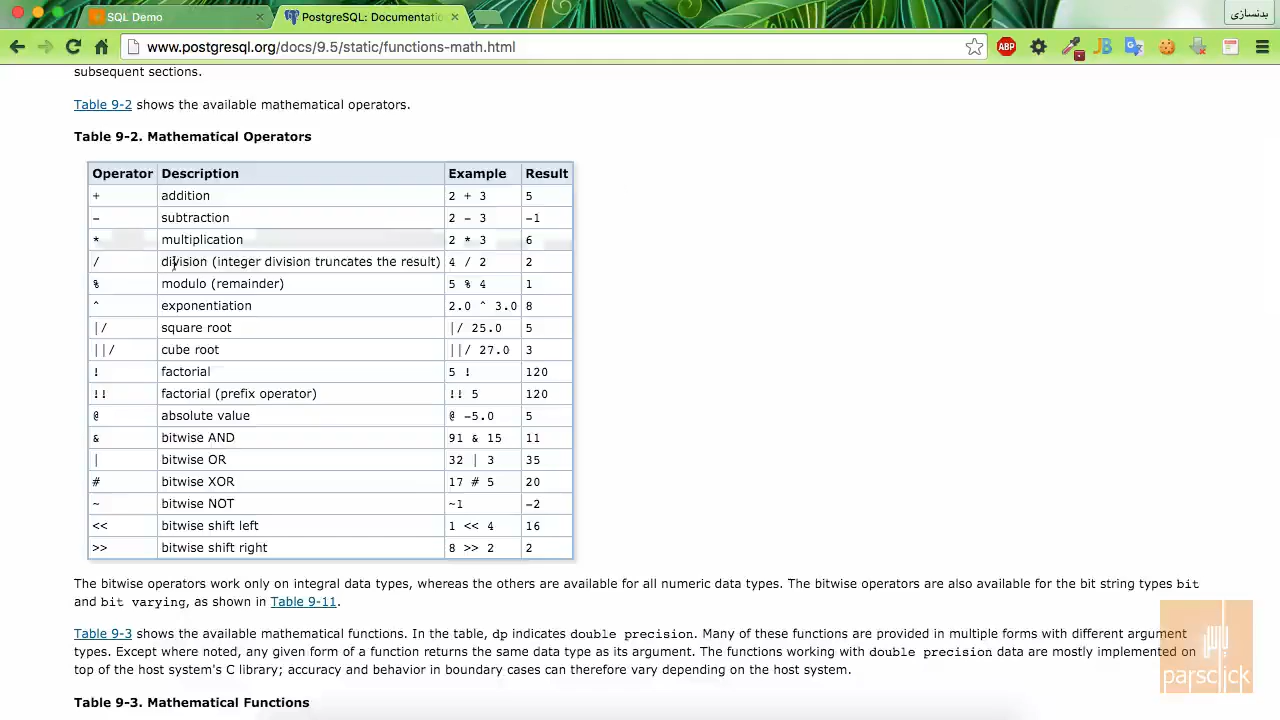 SQL Demo
PostgreSQL: Documentatio
بدنسازی
www.postgresql.org/docs/9.5/static/functions-math.html
ABP
JB
subsequent sections.
Table 9-2 shows the available mathematical operators.
Table 9-2. Mathematical Operators
Operator Description Example Result
+ addition 2 + 3 5
- subtraction 2 - 3 -1
* multiplication 2 * 3 6
/ division (integer division truncates the result) 4 / 2 2
% modulo (remainder) 5 % 4 1
^ exponentiation 2.0 ^ 3.0 8
|/ square root |/ 25.0 5
||/ cube root ||/ 27.0 3
! factorial 5 ! 120
!! factorial (prefix operator) !! 5 120
@ absolute value @ -5.0 5
& bitwise AND 91 & 15 11
| bitwise OR 32 | 3 35
# bitwise XOR 17 # 5 20
~ bitwise NOT ~1 -2
<< bitwise shift left 1 << 4 16
>> bitwise shift right 8 >> 2 2
The bitwise operators work only on integral data types, whereas the others are available for all numeric data types. The bitwise operators are also available for the bit string types bit
and bit varying, as shown in Table 9-11.
Table 9-3 shows the available mathematical functions. In the table, dp indicates double precision. Many of these functions are provided in multiple forms with different argument
types. Except where noted, any given form of a function returns the same data type as its argument. The functions working with double precision data are mostly implemented on
top of the host system's C library; accuracy and behavior in boundary cases can therefore vary depending on the host system.
parsclick
Table 9-3. Mathematical Functions